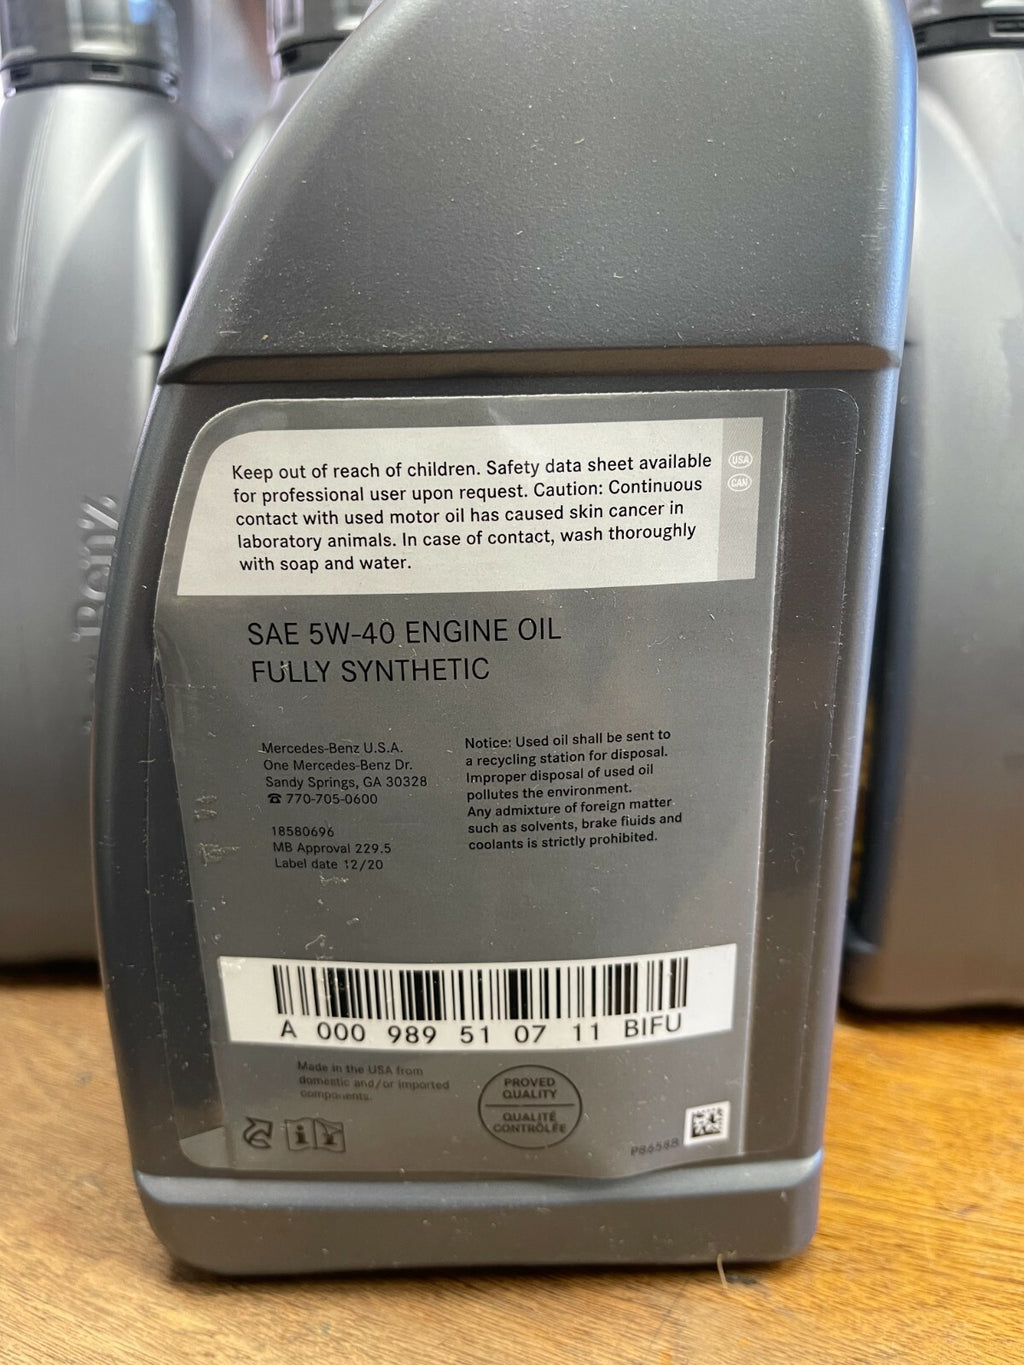 Benz
Keep out of reach of children. Safety data sheet available
for professional user upon request. Caution: Continuous
contact with used motor oil has caused skin cancer in
laboratory animals. In case of contact, wash thoroughly
with soap and water.
USA
CAN
SAE 5W-40 ENGINE OIL
FULLY SYNTHETIC
Mercedes-Benz U.S.A.
One Mercedes-Benz Dr.
Sandy Springs, GA 30328
☎ 770-705-0600
18580696
MB Approval 229.5
Label date 12/20
Notice: Used oil shall be sent to
a recycling station for disposal.
Improper disposal of used oil
pollutes the environment.
Any admixture of foreign matter
such as solvents, brake fluids and
coolants is strictly prohibited.
A 000 989 51 07 11 BIFU
Made in the USA from
domestic and/or imported
components.
PROVED
QUALITY
QUALITÉ
CONTRÔLÉE
P8658B